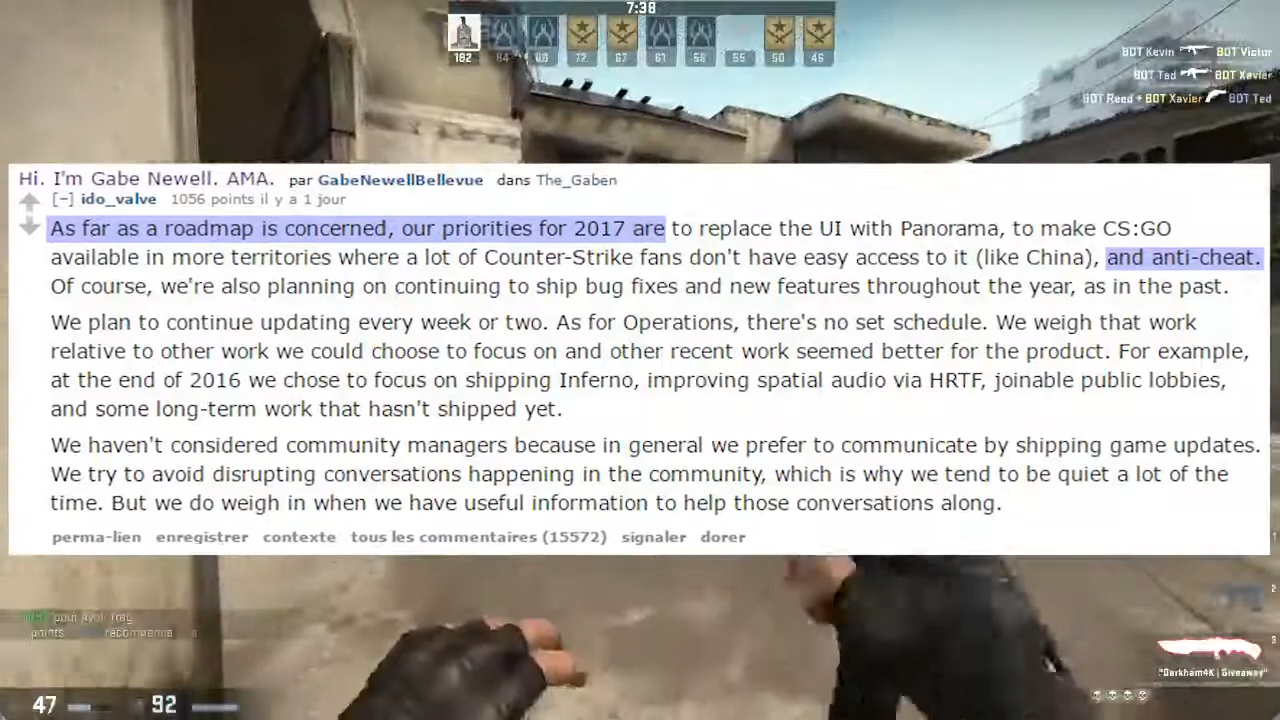 7:38
182 84 88 72 67 61 58 55 50 46
BOT Kevin BOT Victor
BOT Ted BOT Xavier
BOT Reed + BOT Xavier BOT Ted
Hi. I'm Gabe Newell. AMA. par GabeNewellBellevue dans The_Gaben
[–] ido_valve 1056 points il y a 1 jour
As far as a roadmap is concerned, our priorities for 2017 are to replace the UI with Panorama, to make CS:GO
available in more territories where a lot of Counter-Strike fans don't have easy access to it (like China), and anti-cheat.
Of course, we're also planning on continuing to ship bug fixes and new features throughout the year, as in the past.
We plan to continue updating every week or two. As for Operations, there's no set schedule. We weigh that work
relative to other work we could choose to focus on and other recent work seemed better for the product. For example,
at the end of 2016 we chose to focus on shipping Inferno, improving spatial audio via HRTF, joinable public lobbies,
and some long-term work that hasn't shipped yet.
We haven't considered community managers because in general we prefer to communicate by shipping game updates.
We try to avoid disrupting conversations happening in the community, which is why we tend to be quiet a lot of the
time. But we do weigh in when we have useful information to help those conversations along.
perma-lien enregistrer contexte tous les commentaires (15572) signaler dorer
2
3
points
"Darkham4K | Giveaway"
47 92